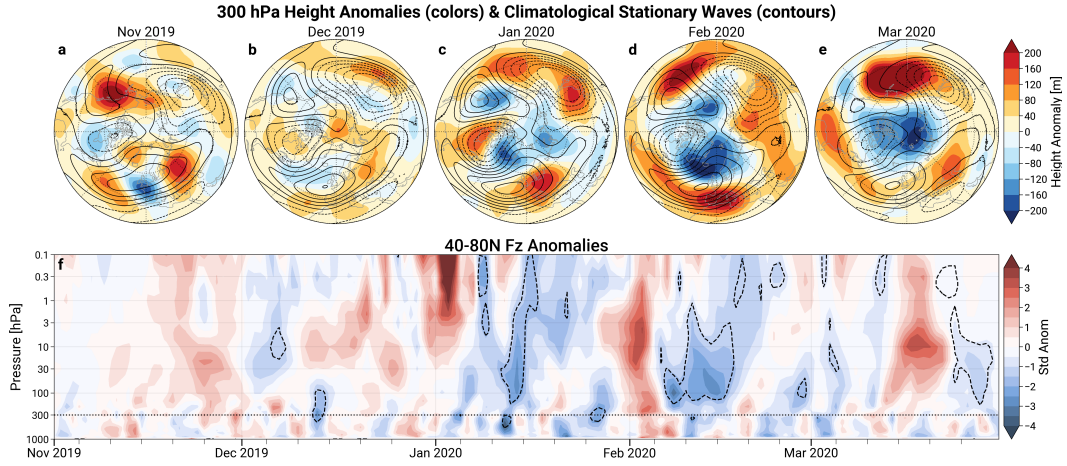 300 hPa Height Anomalies (colors) & Climatological Stationary Waves (contours)
a Nov 2019
b Dec 2019
c Jan 2020
d Feb 2020
e Mar 2020
200
160
120
80
40
0
−40
−80
−120
−160
−200
Height Anomaly [m]
40-80N Fz Anomalies
f
Pressure [hPa]
0.1
0.3
1
3
10
30
100
300
1000
Nov 2019
Dec 2019
Jan 2020
Feb 2020
Mar 2020
4
3
2
1
0
−1
−2
−3
−4
Std Anom